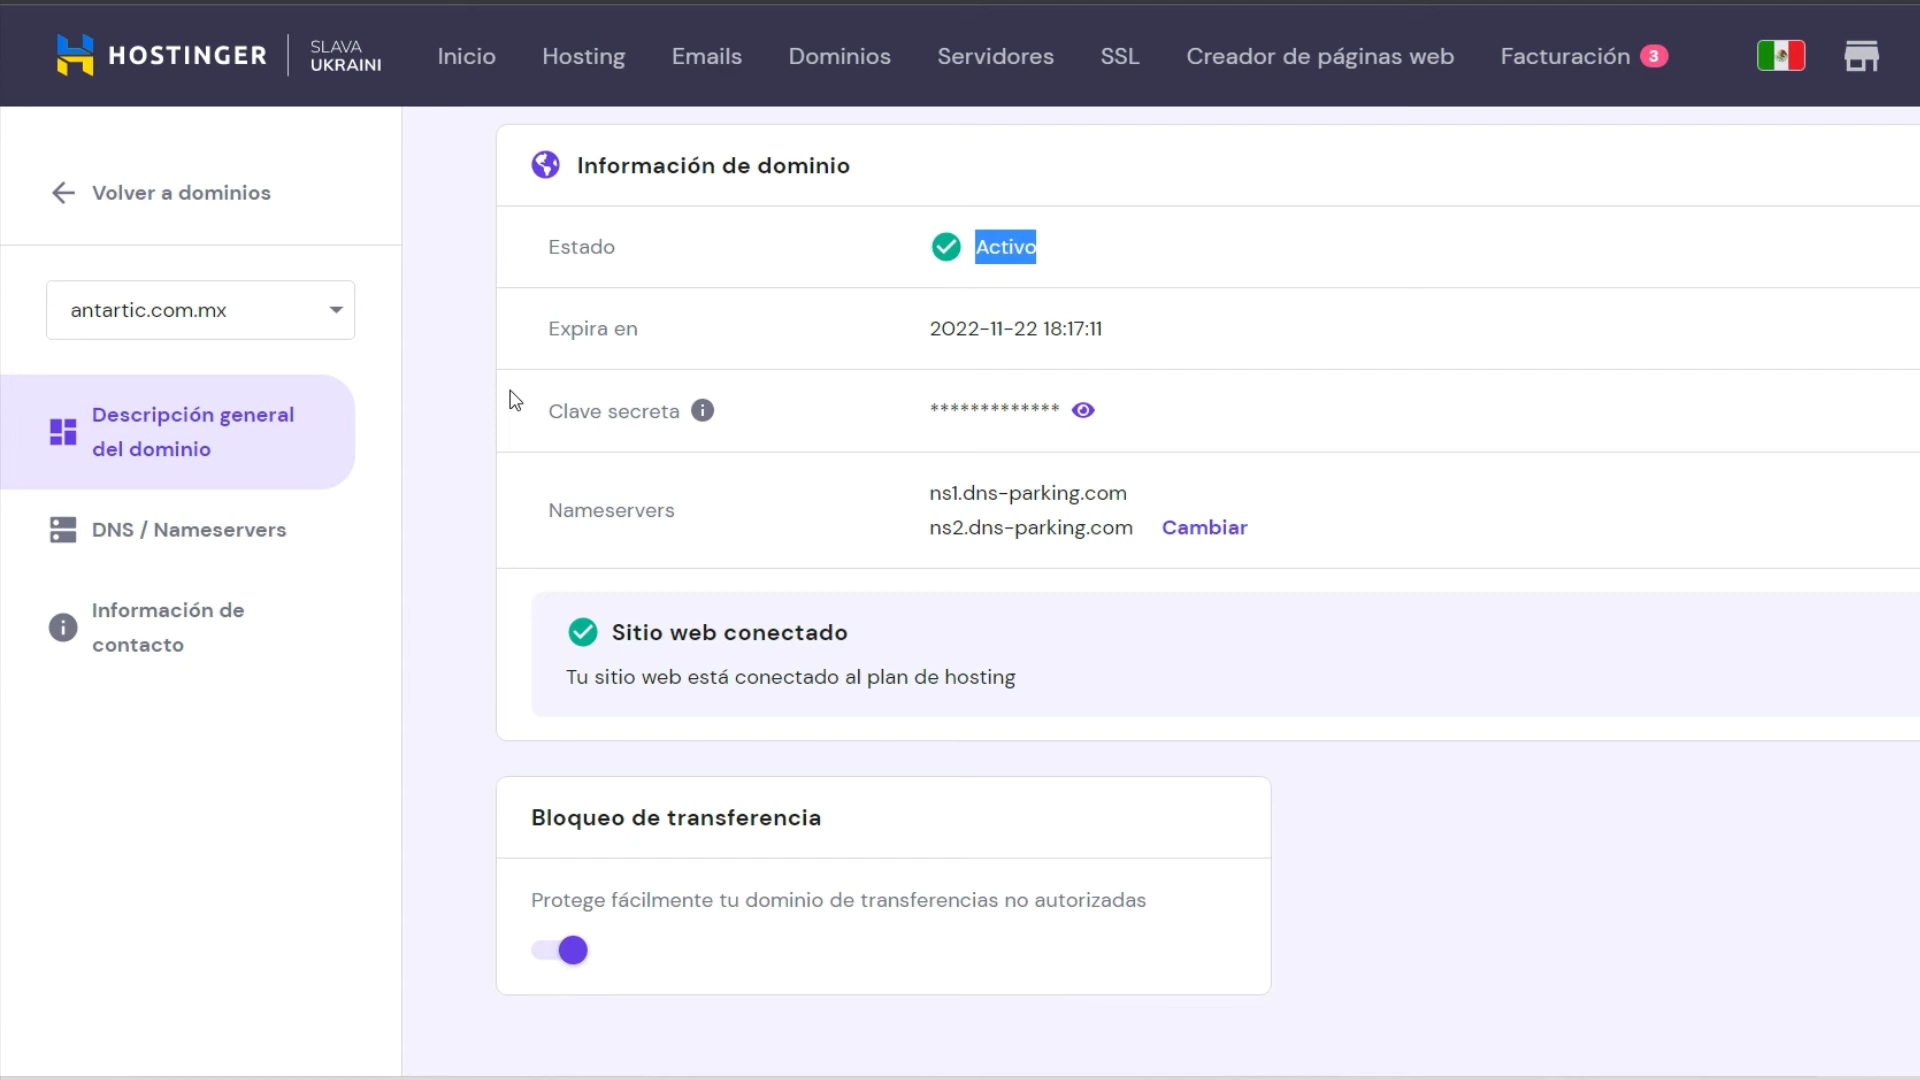 HOSTINGER
SLAVA
UKRAINI
Inicio
Hosting
Emails
Dominios
Servidores
SSL
Creador de páginas web
Facturación 3
Volver a dominios
antartic.com.mx
Descripción general
del dominio
DNS / Nameservers
Información de
contacto
Información de dominio
Estado
Activo
Expira en
2022-11-22 18:17:11
Clave secreta i
*************
Nameservers
ns1.dns-parking.com
ns2.dns-parking.com
Cambiar
Sitio web conectado
Tu sitio web está conectado al plan de hosting
Bloqueo de transferencia
Protege fácilmente tu dominio de transferencias no autorizadas